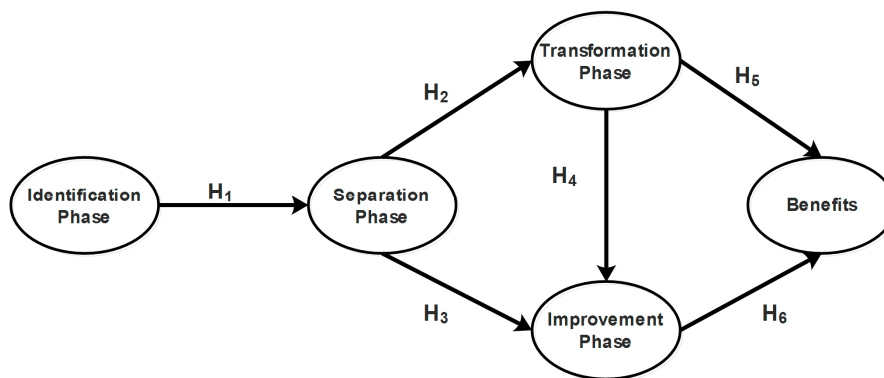 Transformation
Phase
H2
H5
Identification
Phase
H1
Separation
Phase
H4
Benefits
H3
Improvement
Phase
H6